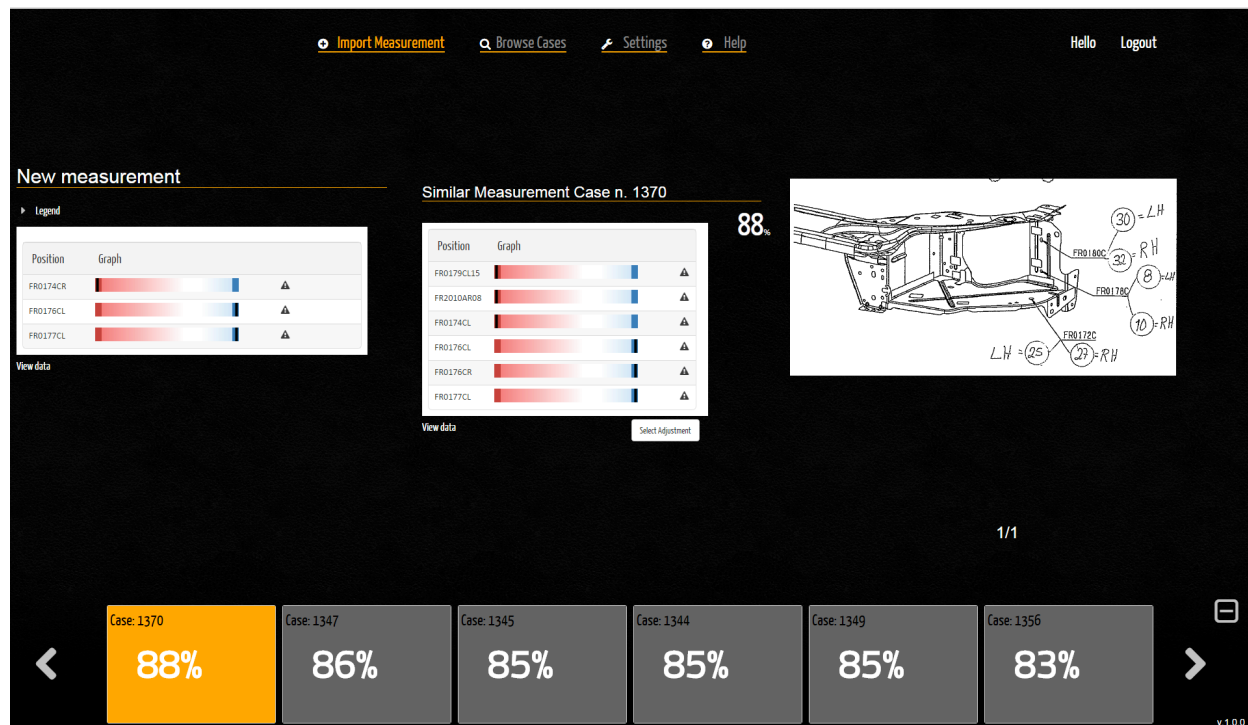 Import Measurement Browse Cases Settings Help Hello Logout
New measurement
Legend
Position Graph
FR0174CR
FR0176CL
FR0177CL
View data
Similar Measurement Case n. 1370
88%
Position Graph
FR0179CL15
FR2010AR08
FR0174CL
FR0176CL
FR0176CR
FR0177CL
View data
Select Adjustment
30 = LH
FR0180C
32 = RH
8 = LH
FR0178C
10 = RH
FR0172C
LH = 25 27 = RH
1/1
Case: 1370
88%
Case: 1347
86%
Case: 1345
85%
Case: 1344
85%
Case: 1349
85%
Case: 1356
83%
v 1.0.0